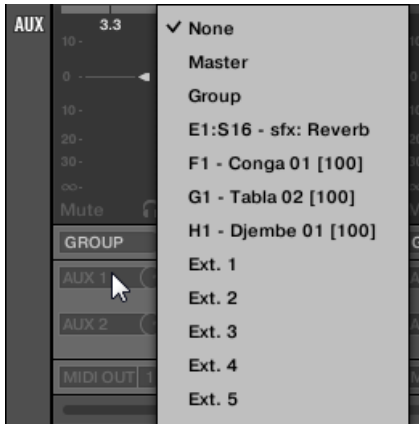 AUX
3.3
10 -
0 -
10 -
20 -
30 -
∞-
Mute
GROUP
AUX 1
AUX 2
MIDI OUT 1
✓ None
Master
Group
E1:S16 - sfx: Reverb
F1 - Conga 01 [100]
G1 - Tabla 02 [100]
H1 - Djembe 01 [100]
Ext. 1
Ext. 2
Ext. 3
Ext. 4
Ext. 5